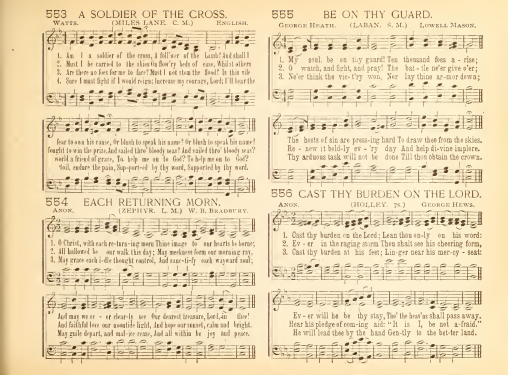 553 A SOLDIER OF THE CROSS.
WATTS. (MILES LANE. C. M.) ENGLISH.
1. Am I a soldier of the cross, A foll'wer of the Lamb? And shall I
2. Must I be carried to the skies On flow'ry beds of ease, Whilst others
3. Are there no foes for me to face? Must I not stem the flood? Is this vile
4. Sure I must fight if I would reign; Increase my courage, Lord; I'll bear the
fear to own his cause, Or blush to speak his name? Or blush to speak his name?
fought to win the prize, And sailed thro' bloody seas? And sailed thro' bloody seas?
world a friend of grace, To help me on to God? To help me on to God?
toil, endure the pain, Supported by thy word, Supported by thy word.
554 EACH RETURNING MORN.
ANON. (ZEPHYR. L. M.) W. B. BRADBURY.
1. O Christ, with each re-turn-ing morn Thine image to our hearts be borne;
2. All hallowed be our walk this day; May meekness form our morning ray,
3. May grace each i-dle thought control, And sanc-ti-fy each wayward soul;
And may we ev-er clear-ly see Our dearest treasure, Lord, in thee!
And faithful love our noontide light, And hope our sunset, calm and bright.
May guile depart, and mal-ice cease, And all within be joy and peace.
555 BE ON THY GUARD.
GEORGE HEATH. (LABAN. S. M.) LOWELL MASON.
1. My soul, be on thy guard! Ten thousand foes a-rise;
2. O watch, and fight, and pray! The bat-tle ne'er give o'er;
3. Ne'er think the vic-t'ry won, Nor lay thine ar-mor down;
The hosts of sin are press-ing hard To draw thee from the skies.
Re-new it bold-ly ev-'ry day And help di-vine implore.
Thy arduous task will not be done Till thou obtain the crown.
556 CAST THY BURDEN ON THE LORD.
ANON. (HOLLEY. 7s.) GEORGE HEWS.
1. Cast thy burden on the Lord; Lean thou on-ly on his word:
2. Ev-er in the raging storm Thou shalt see his cheering form,
3. Cast thy burden at his feet; Lin-ger near his mer-cy-seat:
Ev-er will he be thy stay, Tho' the heav'ns shall pass away.
Hear his pledge of com-ing aid: "It is I, be not a-fraid."
He will lead thee by the hand Gen-tly to the bet-ter land.